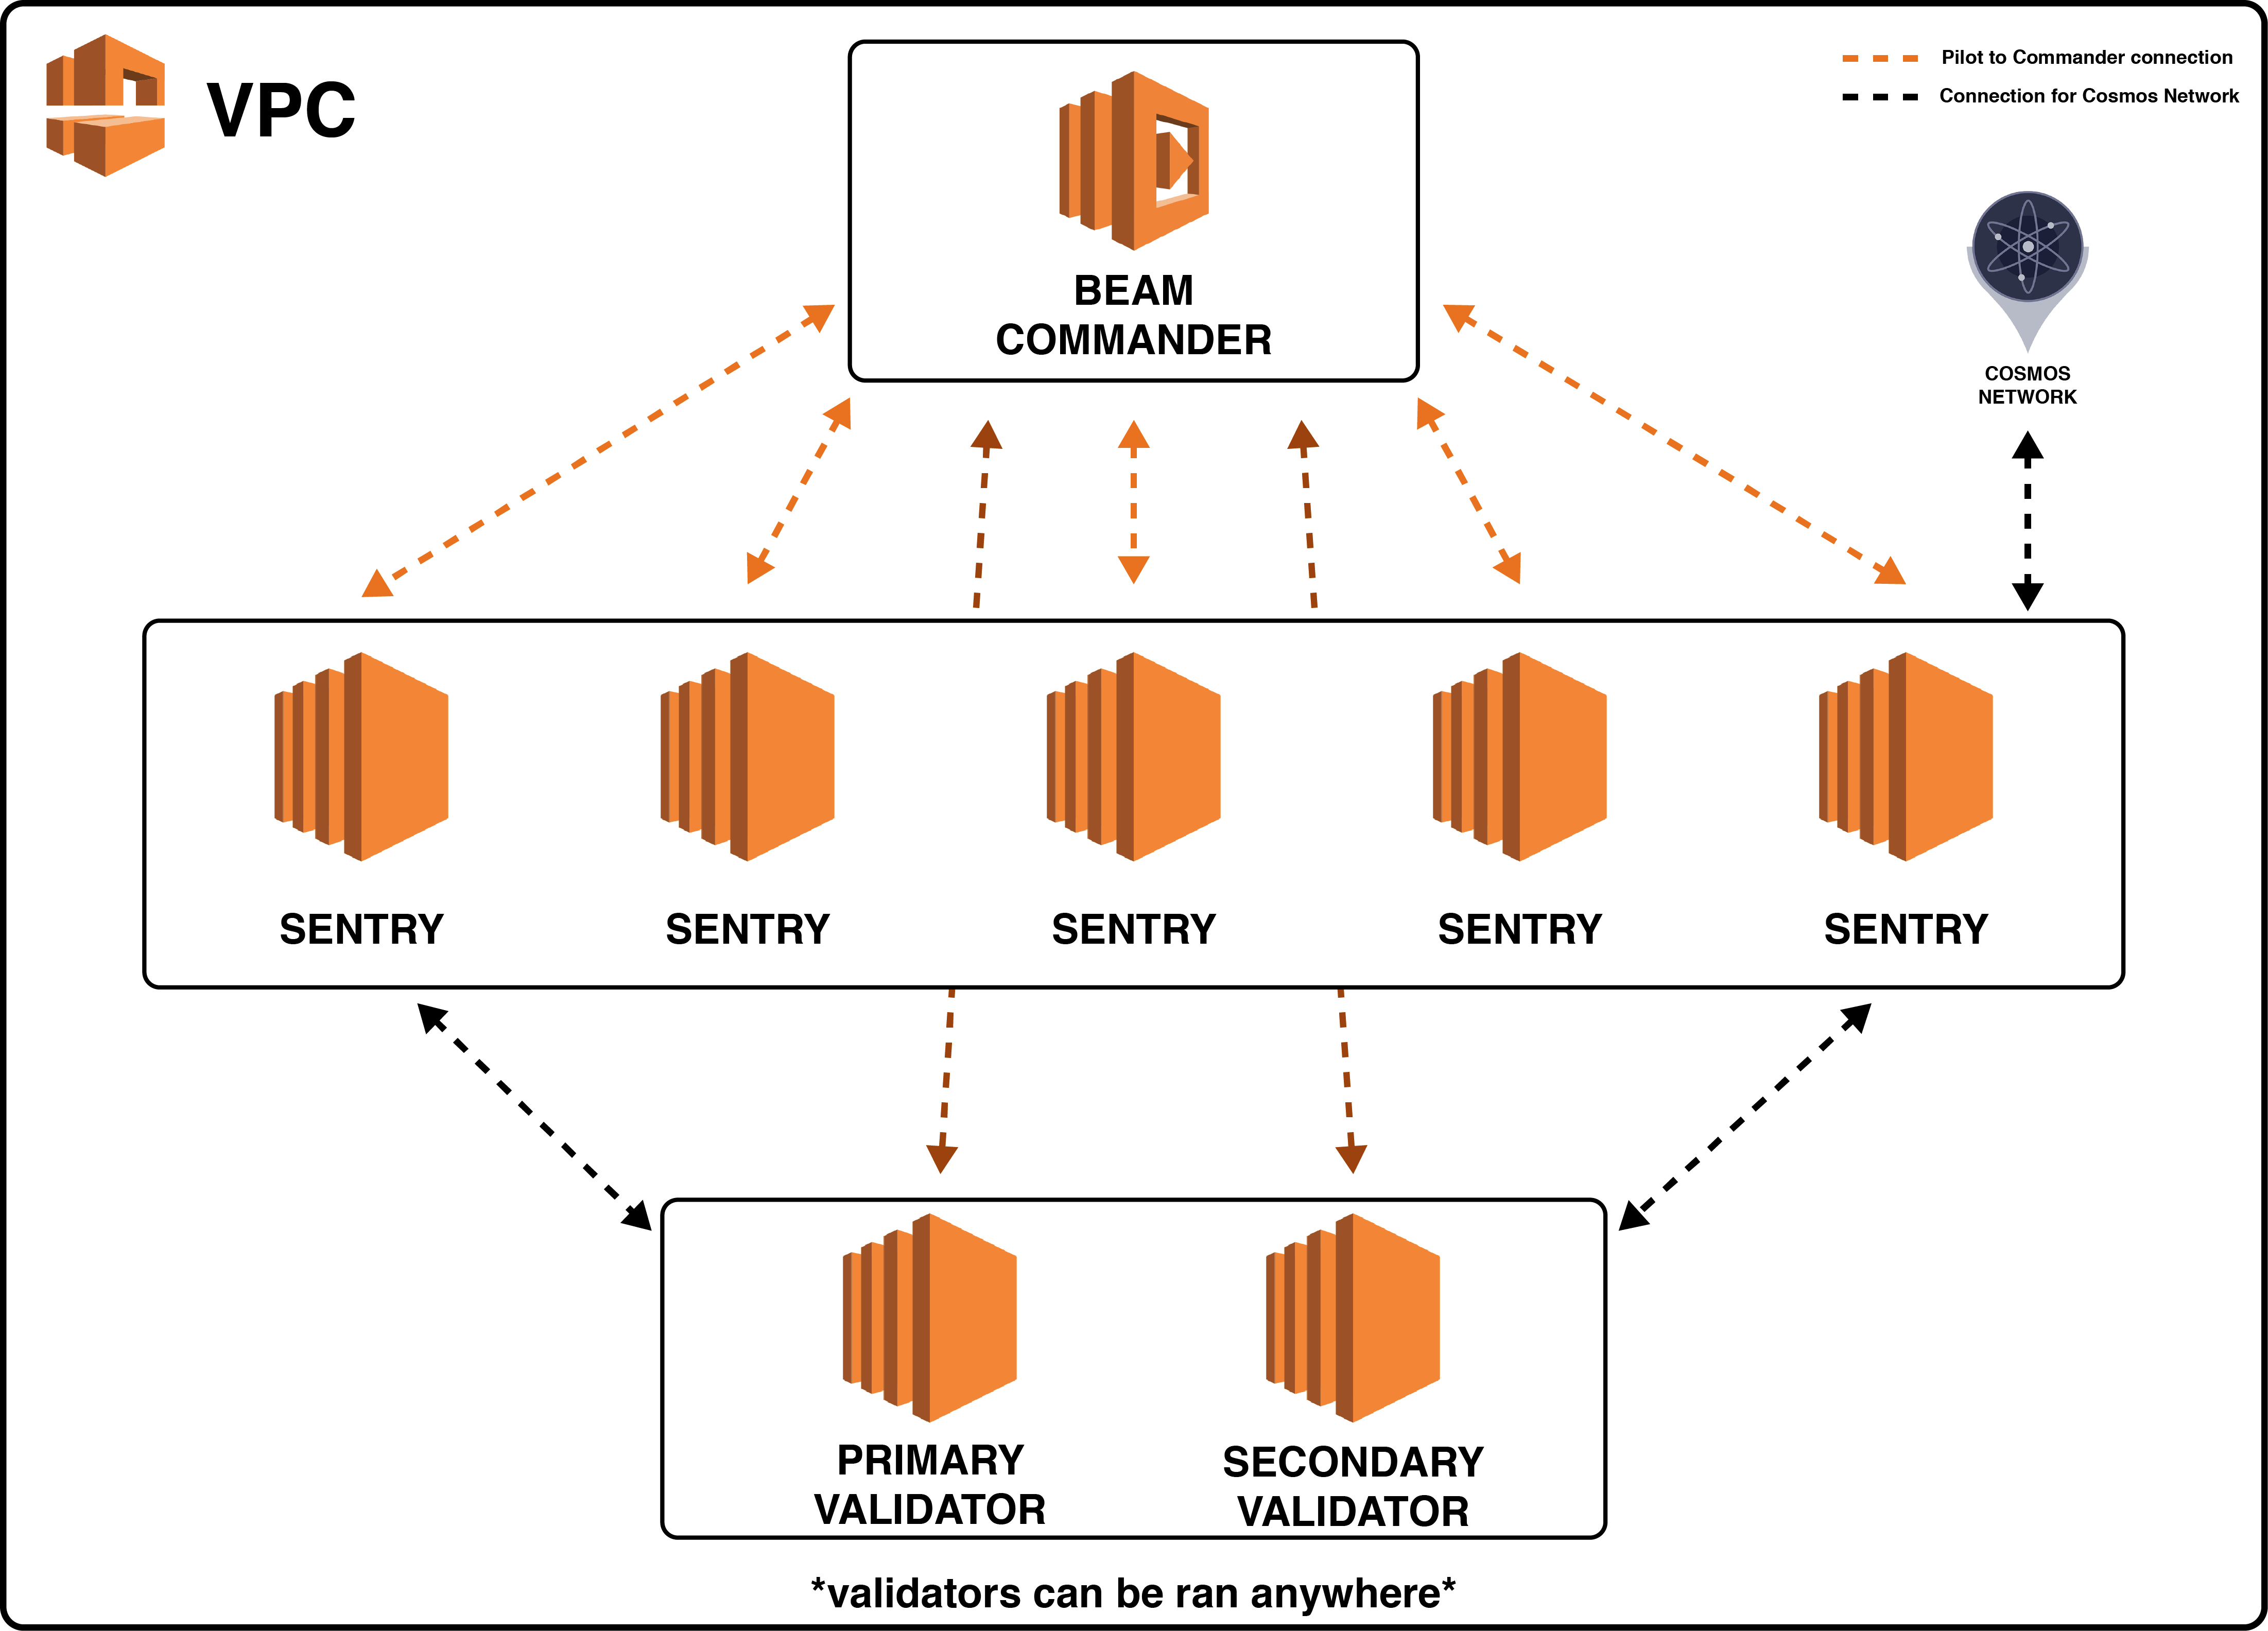 VPC
Pilot to Commander connection
Connection for Cosmos Network
BEAM
COMMANDER
COSMOS
NETWORK
SENTRY
SENTRY
SENTRY
SENTRY
SENTRY
PRIMARY
VALIDATOR
SECONDARY
VALIDATOR
*validators can be ran anywhere*